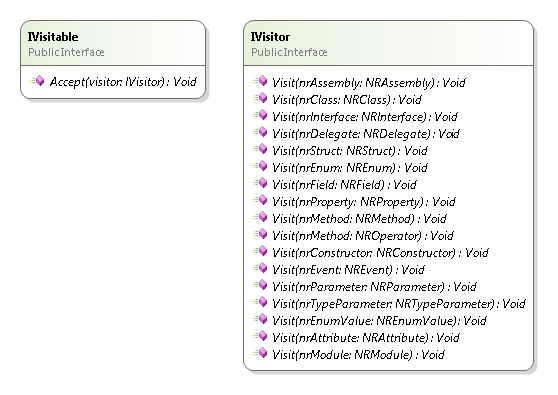 IVisitable
PublicInterface
Accept(visitor: IVisitor) : Void
IVisitor
PublicInterface
Visit(nrAssembly: NRAssembly) : Void
Visit(nrClass: NRClass) : Void
Visit(nrInterface: NRInterface) : Void
Visit(nrDelegate: NRDelegate) : Void
Visit(nrStruct: NRStruct) : Void
Visit(nrEnum: NREnum) : Void
Visit(nrField: NRField) : Void
Visit(nrProperty: NRProperty) : Void
Visit(nrMethod: NRMethod) : Void
Visit(nrMethod: NROperator) : Void
Visit(nrConstructor: NRConstructor) : Void
Visit(nrEvent: NREvent) : Void
Visit(nrParameter: NRParameter) : Void
Visit(nrTypeParameter: NRTypeParameter) : Void
Visit(nrEnumValue: NREnumValue) : Void
Visit(nrAttribute: NRAttribute) : Void
Visit(nrModule: NRModule) : Void